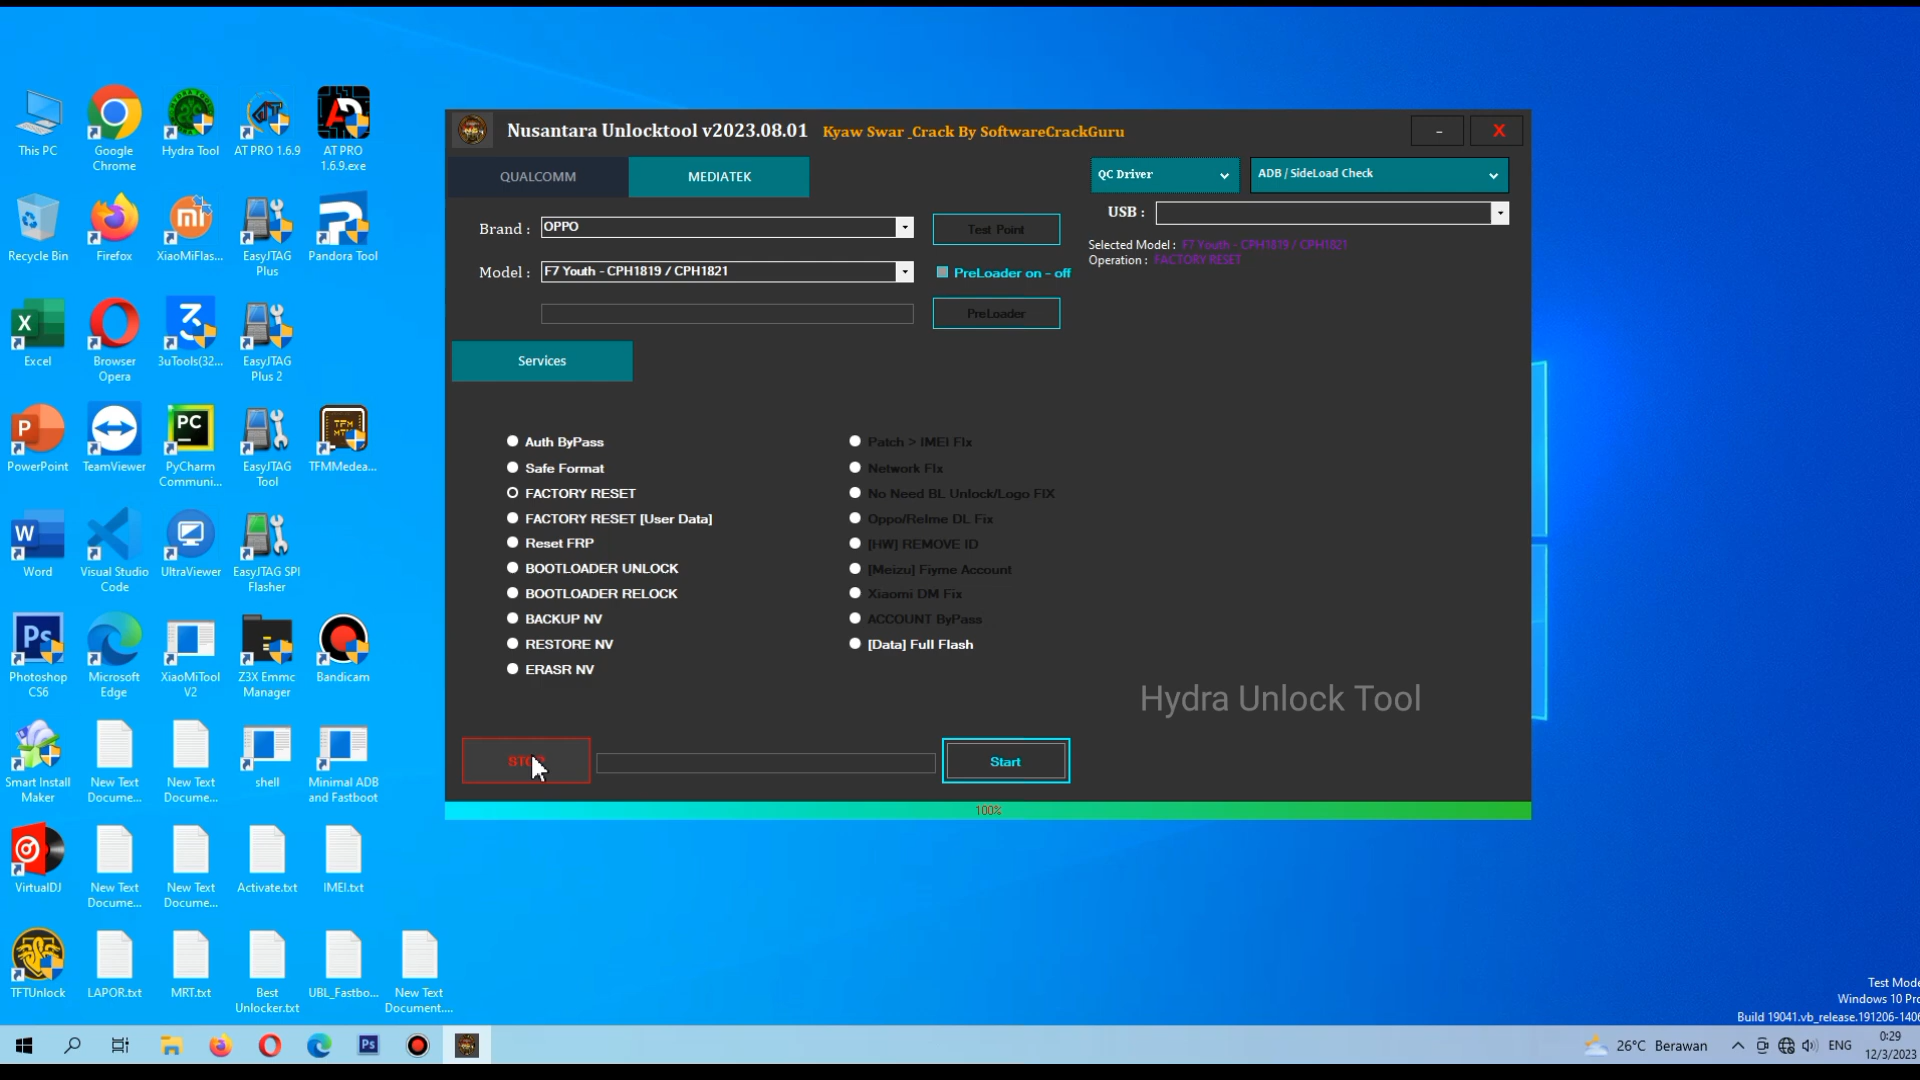 This PC
Google
Chrome
Hydra Tool
AT PRO 1.6.9
AT PRO
1.6.9.exe
Recycle Bin
Firefox
XiaoMiFlas...
EasyJTAG
Plus
Pandora Tool
Excel
Browser
Opera
3uTools(32...
EasyJTAG
Plus 2
PowerPoint
TeamViewer
PyCharm
Communi...
EasyJTAG
Tool
TFMMedea...
Word
Visual Studio
Code
UltraViewer
EasyJTAG SPI
Flasher
Photoshop
CS6
Microsoft
Edge
XiaoMiTool
V2
Z3X Emmc
Manager
Bandicam
Smart Install
Maker
New Text
Docume...
New Text
Docume...
shell
Minimal ADB
and Fastboot
VirtualDJ
New Text
Docume...
New Text
Docume...
Activate.txt
IMEI.txt
TFTUnlock
LAPOR.txt
MRT.txt
Best
Unlocker.txt
UBL_Fastbo...
New Text
Document....
Nusantara Unlocktool v2023.08.01 Kyaw Swar _Crack By SoftwareCrackGuru
- X
QUALCOMM
MEDIATEK
QC Driver
ADB / SideLoad Check
USB :
Brand : OPPO
Test Point
Selected Model : F7 Youth - CPH1819 / CPH1821
Operation : FACTORY RESET
Model : F7 Youth - CPH1819 / CPH1821
PreLoader on - off
PreLoader
Services
Auth ByPass
Safe Format
FACTORY RESET
FACTORY RESET [User Data]
Reset FRP
BOOTLOADER UNLOCK
BOOTLOADER RELOCK
BACKUP NV
RESTORE NV
ERASR NV
Patch > IMEI FIx
Network FIx
No Need BL Unlock/Logo FIX
Oppo/Relme DL Fix
[HW] REMOVE ID
[Meizu] Fiyme Account
Xiaomi DM Fix
ACCOUNT ByPass
[Data] Full Flash
Hydra Unlock Tool
Start
100%
Test Mode
Windows 10 Pro
Build 19041.vb_release.191206-1406
26°C Berawan
ENG
0:29
12/3/2023